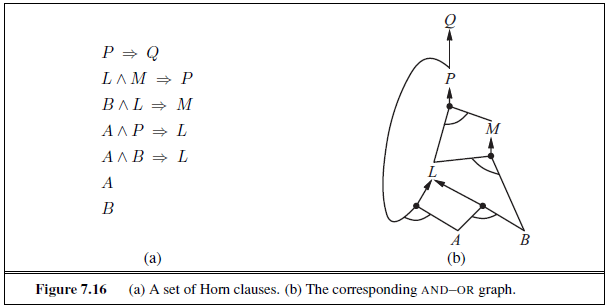 P ⇒ Q
L ∧ M ⇒ P
B ∧ L ⇒ M
A ∧ P ⇒ L
A ∧ B ⇒ L
A
B
(a)
Q
P
M
L
A
B
(b)
Figure 7.16 (a) A set of Horn clauses. (b) The corresponding AND–OR graph.